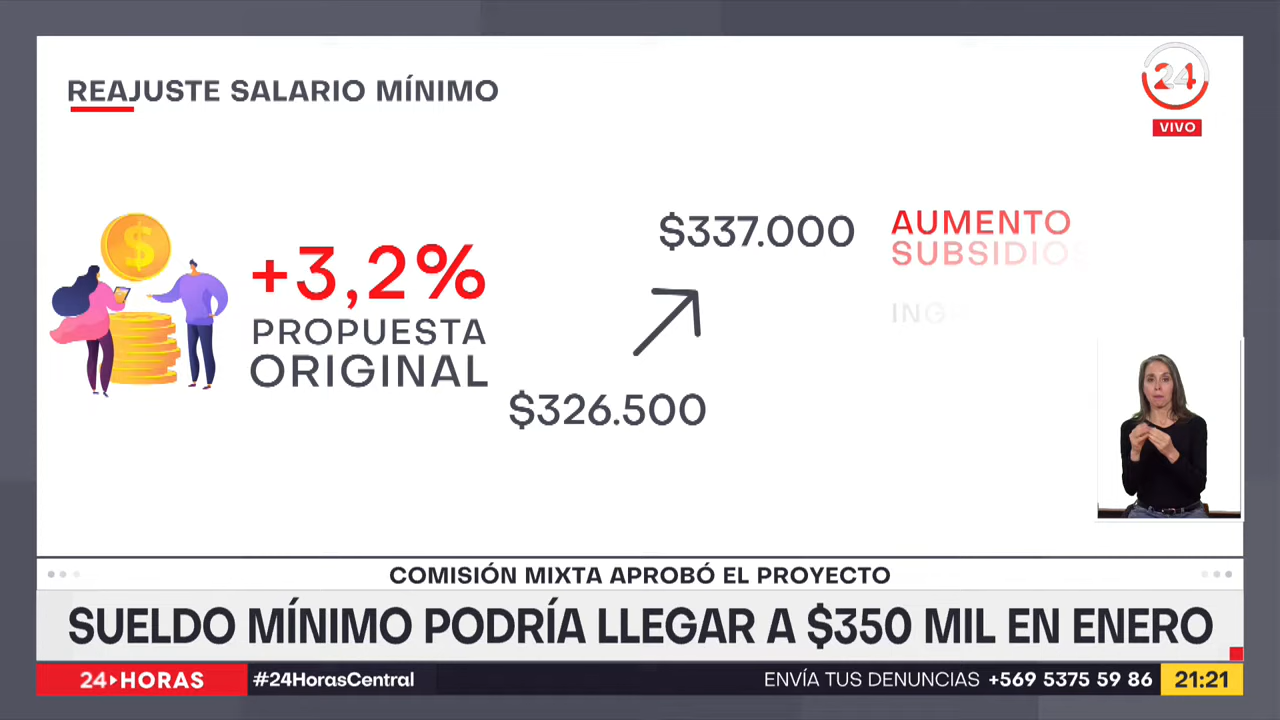 REAJUSTE SALARIO MÍNIMO
24
VIVO
$
+3,2%
PROPUESTA
ORIGINAL
$337.000
$326.500
AUMENTO
SUBSIDIOS
COMISIÓN MIXTA APROBÓ EL PROYECTO
SUELDO MÍNIMO PODRÍA LLEGAR A $350 MIL EN ENERO
24 HORAS
#24HorasCentral
ENVÍA TUS DENUNCIAS +569 5375 59 86
21:21